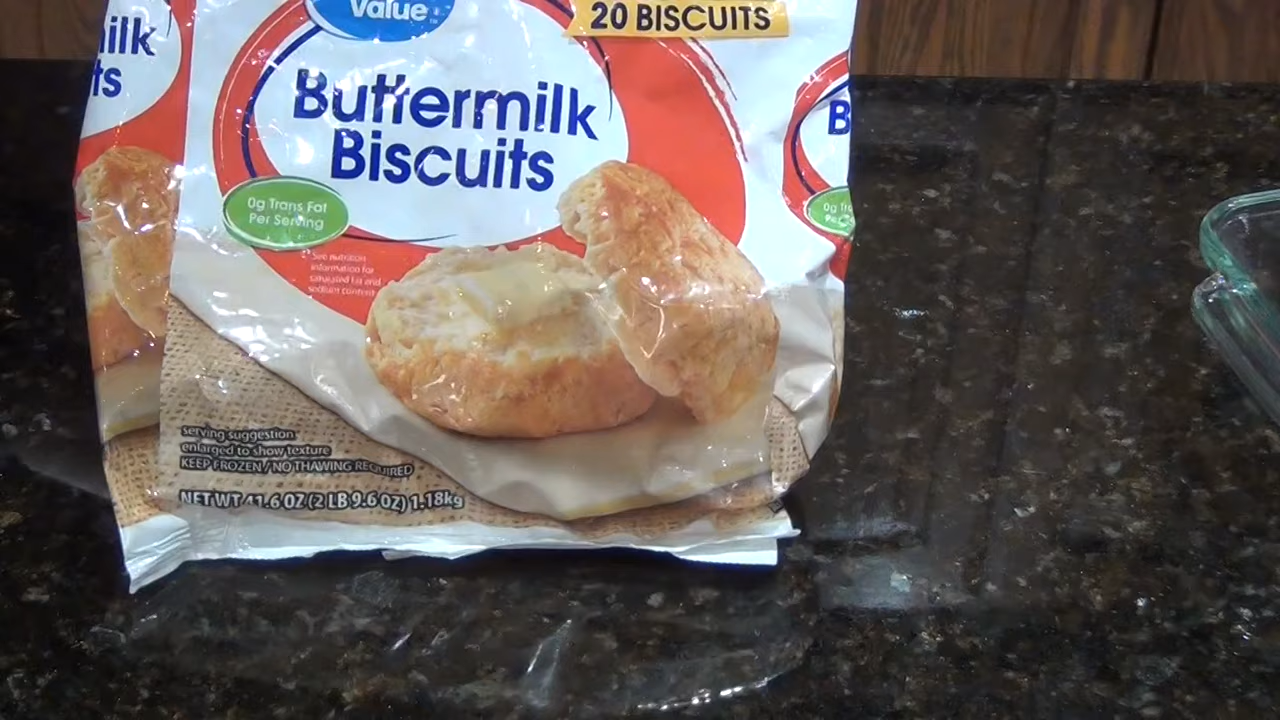 Value
20 BISCUITS
Buttermilk
Biscuits
0g Trans Fat
Per Serving
See nutrition
information for
saturated fat and
sodium content
serving suggestion
enlarged to show texture
KEEP FROZEN / NO THAWING REQUIRED
NET WT 41.6 OZ (2 LB 9.6 OZ) 1.18kg
ilk
ts
B
0g Tra
Per Se